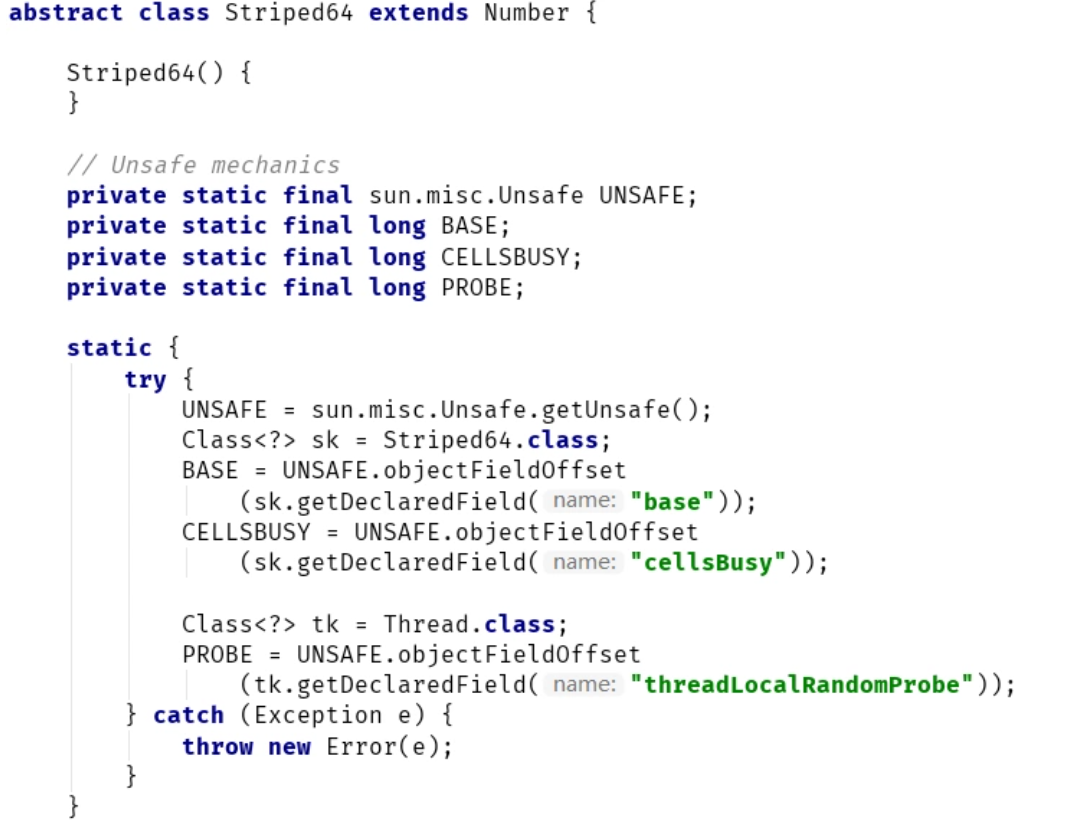 abstract class Striped64 extends Number {
Striped64() {
}
// Unsafe mechanics
private static final sun.misc.Unsafe UNSAFE;
private static final long BASE;
private static final long CELLSBUSY;
private static final long PROBE;
static {
try {
UNSAFE = sun.misc.Unsafe.getUnsafe();
Class<?> sk = Striped64.class;
BASE = UNSAFE.objectFieldOffset
(sk.getDeclaredField( name: "base"));
CELLSBUSY = UNSAFE.objectFieldOffset
(sk.getDeclaredField( name: "cellsBusy"));
Class<?> tk = Thread.class;
PROBE = UNSAFE.objectFieldOffset
(tk.getDeclaredField( name: "threadLocalRandomProbe"));
} catch (Exception e) {
throw new Error(e);
}
}